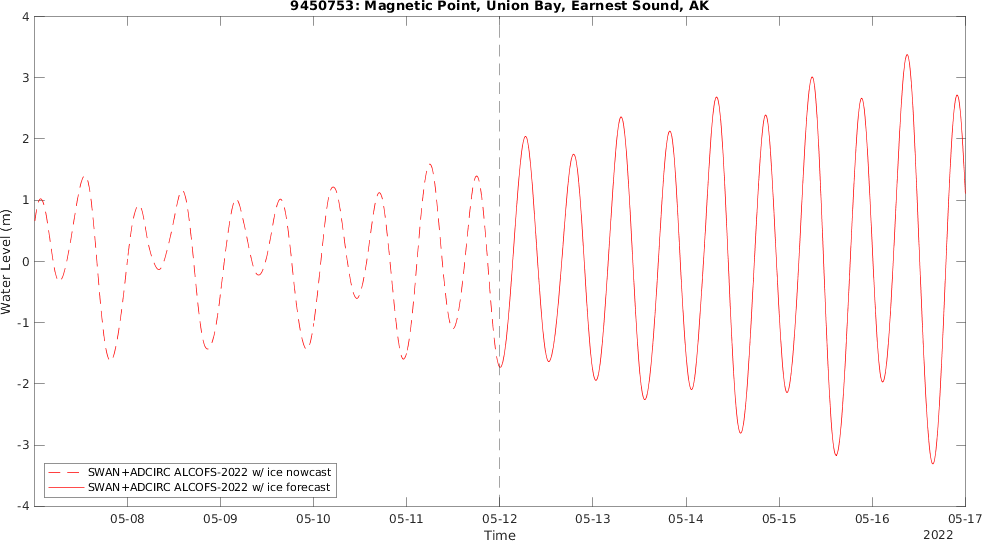 9450753: Magnetic Point, Union Bay, Earnest Sound, AK
4
3
2
1
0
-1
-2
-3
-4
Water Level (m)
SWAN+ADCIRC ALCOFS-2022 w/ ice nowcast
SWAN+ADCIRC ALCOFS-2022 w/ ice forecast
05-08 05-09 05-10 05-11 05-12 05-13 05-14 05-15 05-16 05-17
Time
2022